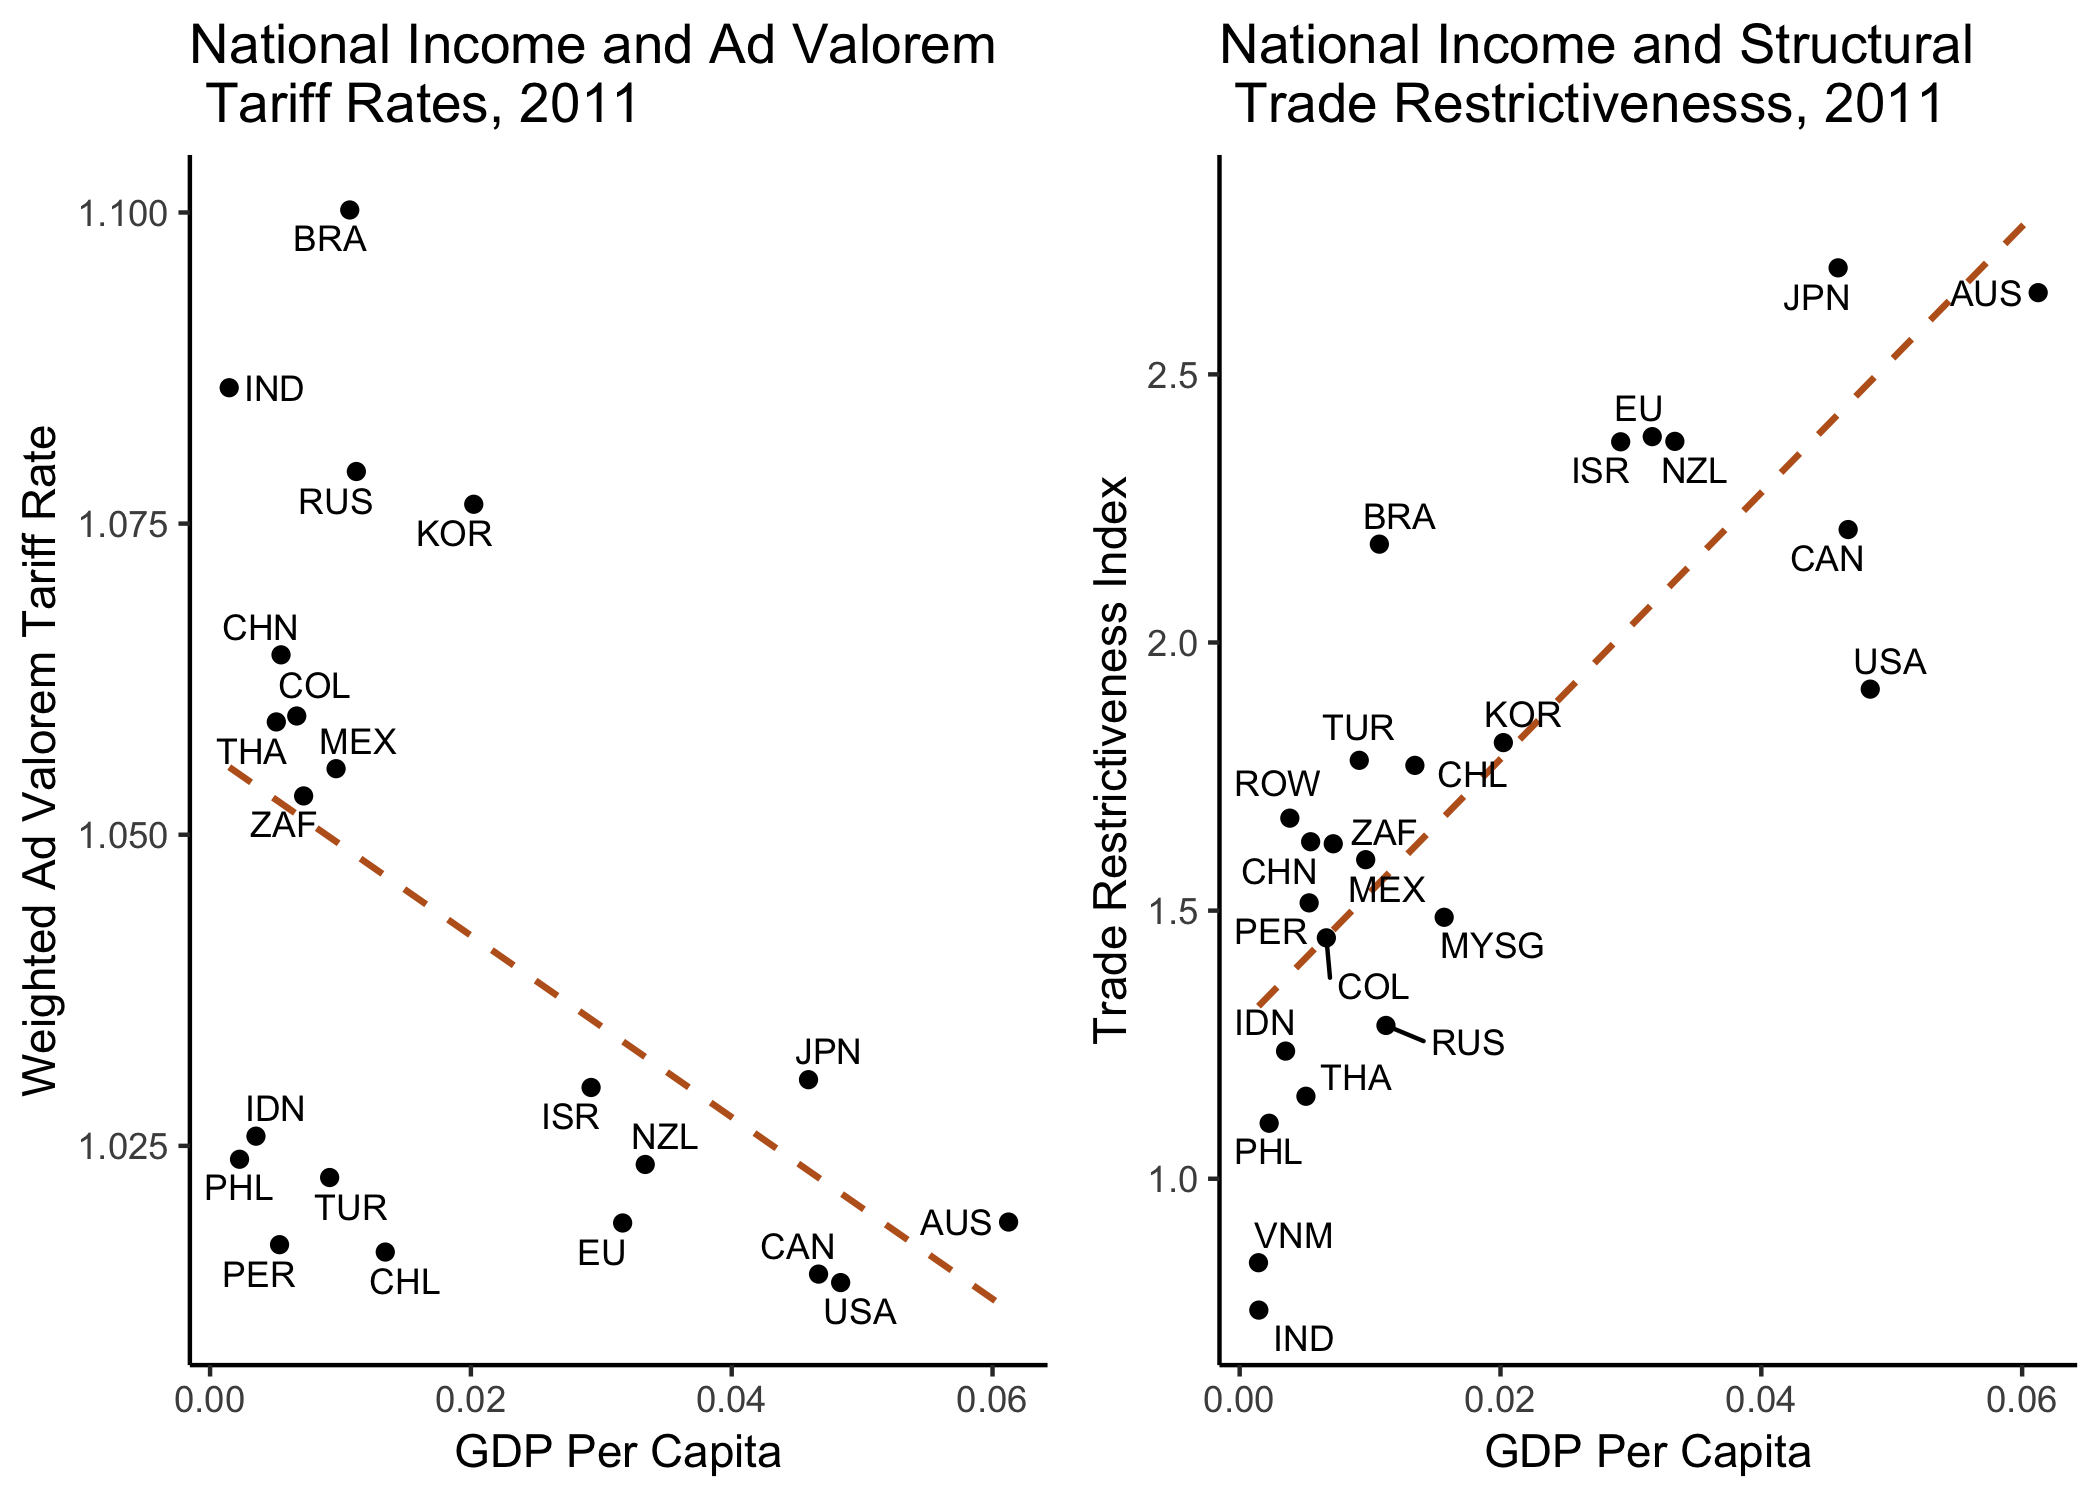 National Income and Ad Valorem
Tariff Rates, 2011
Weighted Ad Valorem Tariff Rate
1.100
1.075
1.050
1.025
BRA
IND
RUS
KOR
CHN
COL
THA
MEX
ZAF
JPN
ISR
IDN
NZL
PHL
TUR
AUS
EU
CAN
PER
CHL
USA
0.00
0.02
0.04
0.06
GDP Per Capita
National Income and Structural
Trade Restrictivenesss, 2011
Trade Restrictiveness Index
2.5
2.0
1.5
1.0
JPN
AUS
EU
ISR
NZL
BRA
CAN
USA
KOR
TUR
CHL
ROW
ZAF
CHN
MEX
PER
MYSG
COL
IDN
RUS
THA
PHL
VNM
IND
0.00
0.02
0.04
0.06
GDP Per Capita